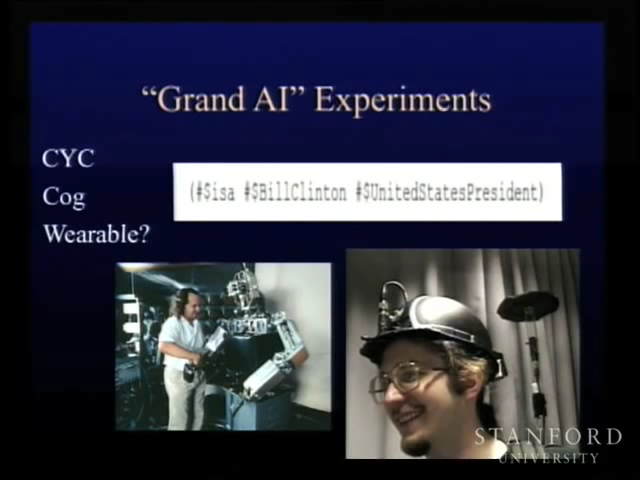 “Grand AI” Experiments
CYC
(#$isa #$BillClinton #$UnitedStatesPresident)
Cog
Wearable?
STANFORD
UNIVERSITY